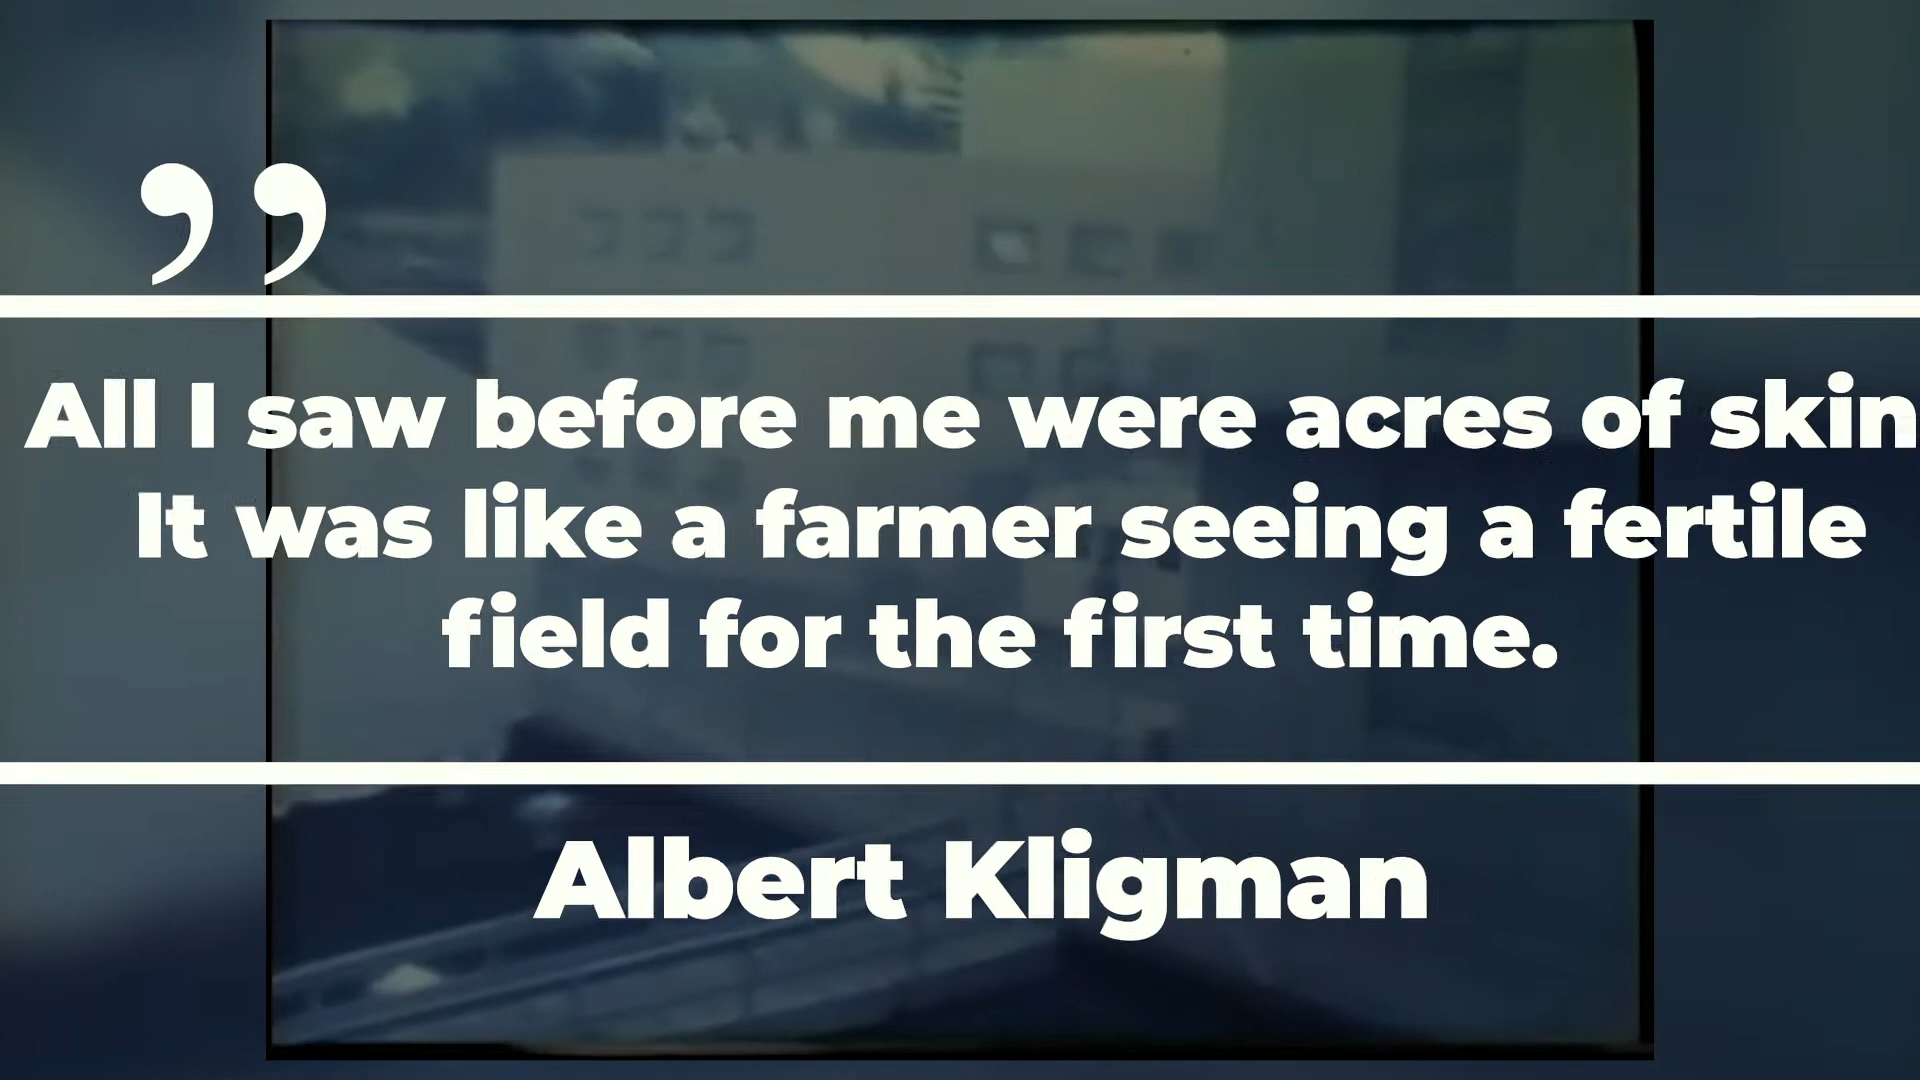 ”
All I saw before me were acres of skin
It was like a farmer seeing a fertile
field for the first time.
Albert Kligman